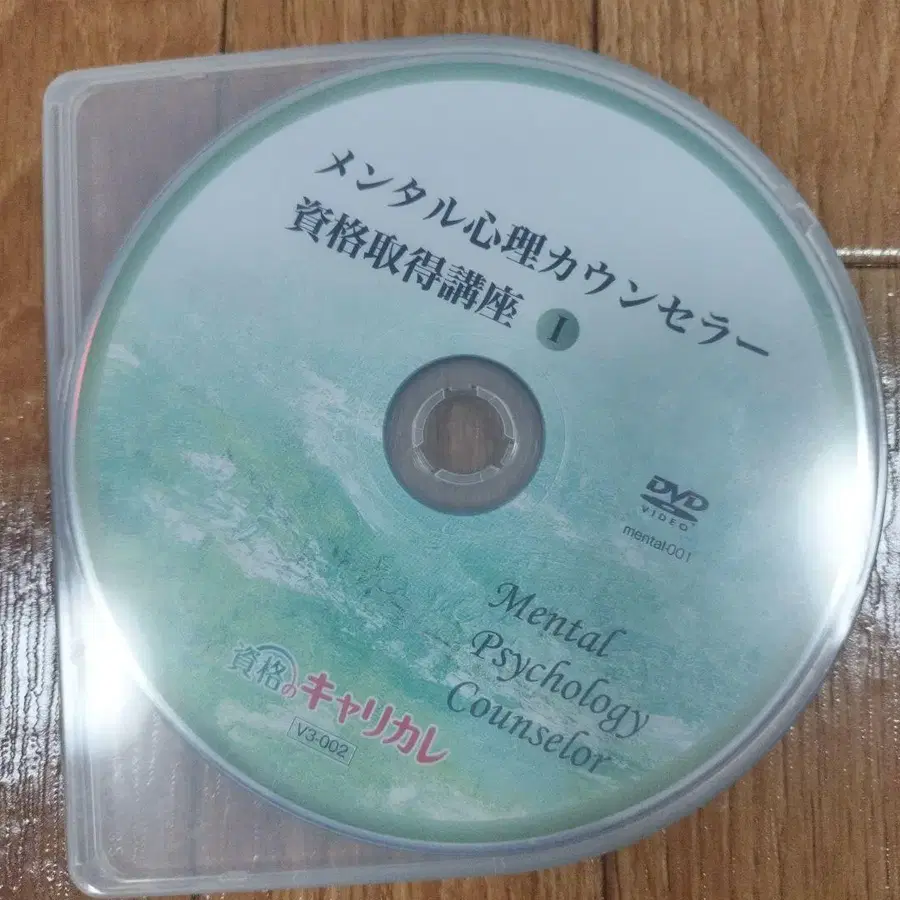 メンタル心理カウンセラー
資格取得講座 I
DVD
VIDEO
mental-001
Mental
Psychology
Counselor
資格のキャリカレ
V3-002